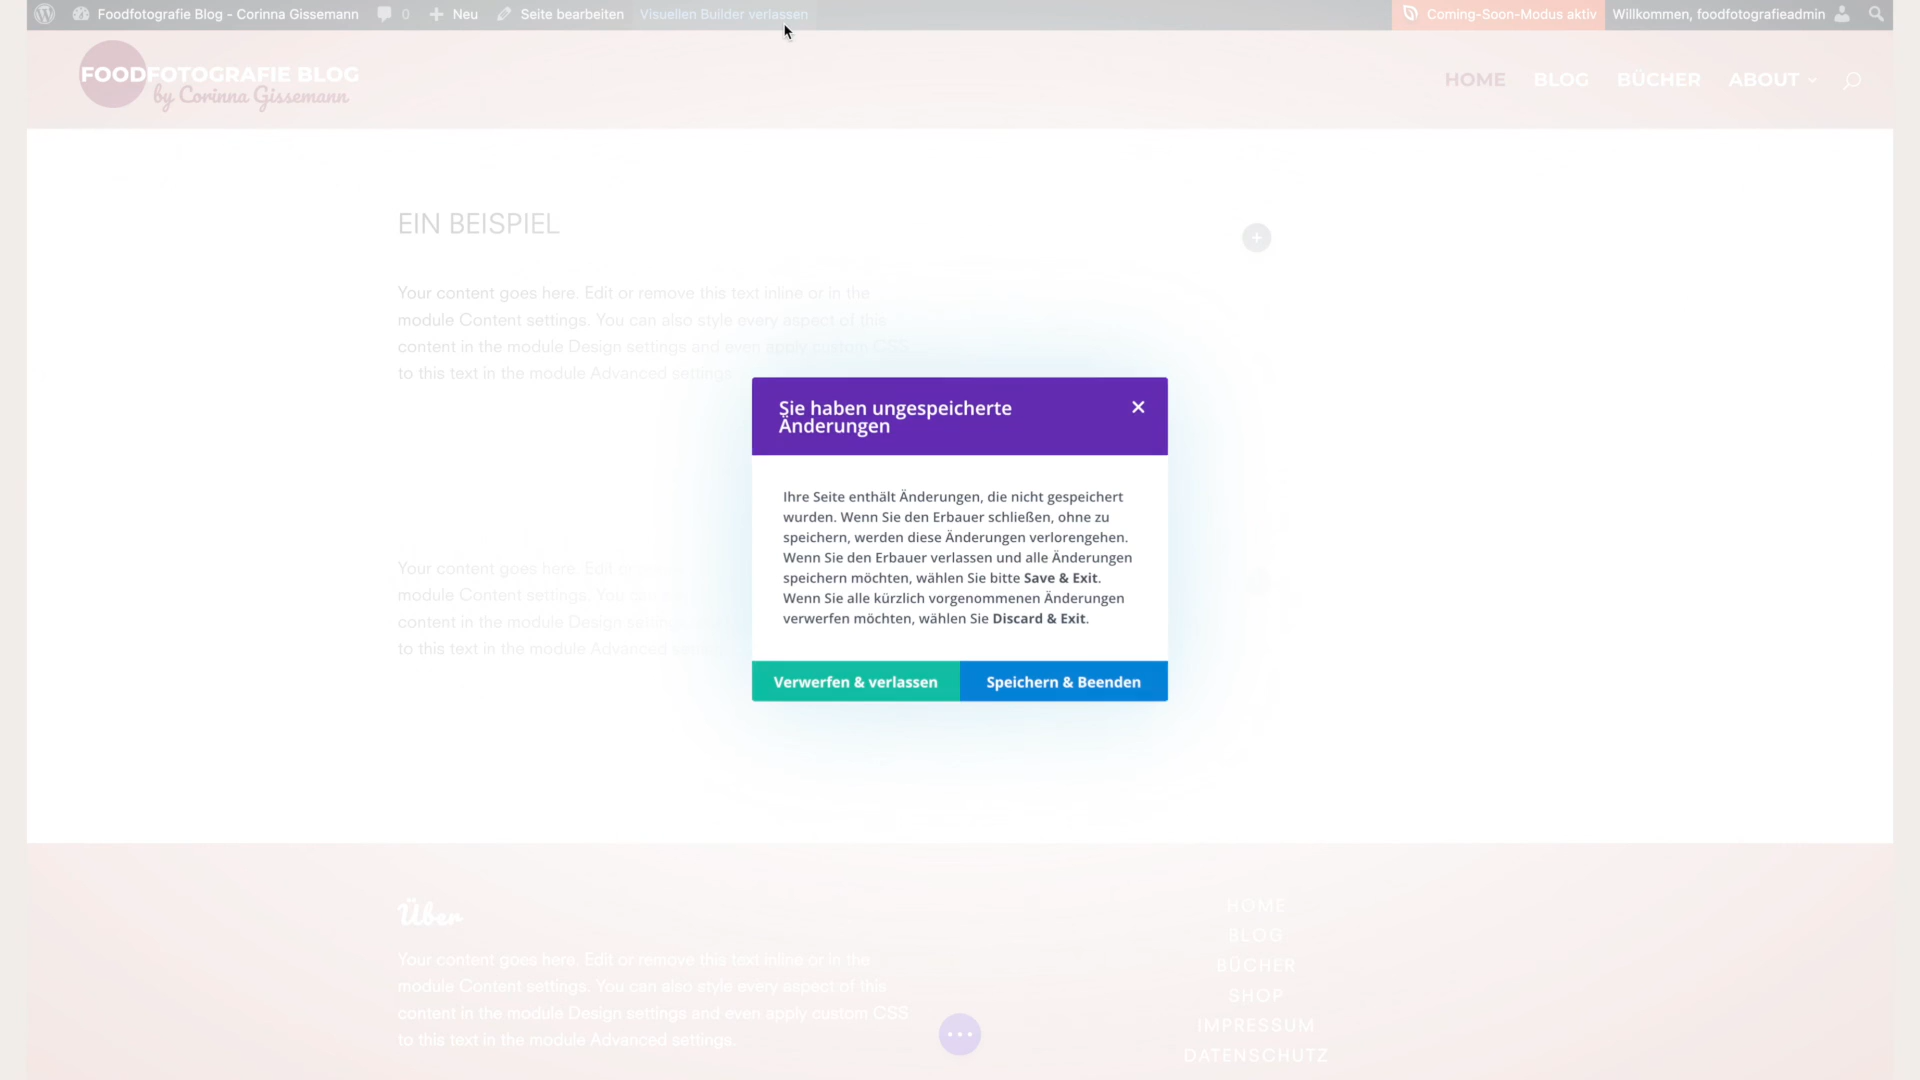 Foodfotografie Blog - Corinna Gissemann 0 Neu Seite bearbeiten Visuellen Builder verlassen Coming-Soon-Modus aktiv Willkommen, foodfotografieadmin
FOODFOTOGRAFIE BLOG
by Corinna Gissemann
HOME BLOG BÜCHER ABOUT
EIN BEISPIEL
Your content goes here. Edit or remove this text inline or in the
module Content settings. You can also style every aspect of this
content in the module Design settings and even apply custom CSS
to this text in the module Advanced settings.
Sie haben ungespeicherte
Änderungen
Ihre Seite enthält Änderungen, die nicht gespeichert
wurden. Wenn Sie den Erbauer schließen, ohne zu
speichern, werden diese Änderungen verlorengehen.
Wenn Sie den Erbauer verlassen und alle Änderungen
speichern möchten, wählen Sie bitte Save & Exit.
Wenn Sie alle kürzlich vorgenommenen Änderungen
verwerfen möchten, wählen Sie Discard & Exit.
Verwerfen & verlassen Speichern & Beenden
Your content goes here. Edit
module Content settings. You
content in the module Design
to this text in the module Advanced
Über
Your content goes here. Edit or remove this text inline or in the
module Content settings. You can also style every aspect of this
content in the module Design settings and even apply custom CSS
to this text in the module Advanced settings.
HOME
BLOG
BÜCHER
SHOP
IMPRESSUM
DATENSCHUTZ